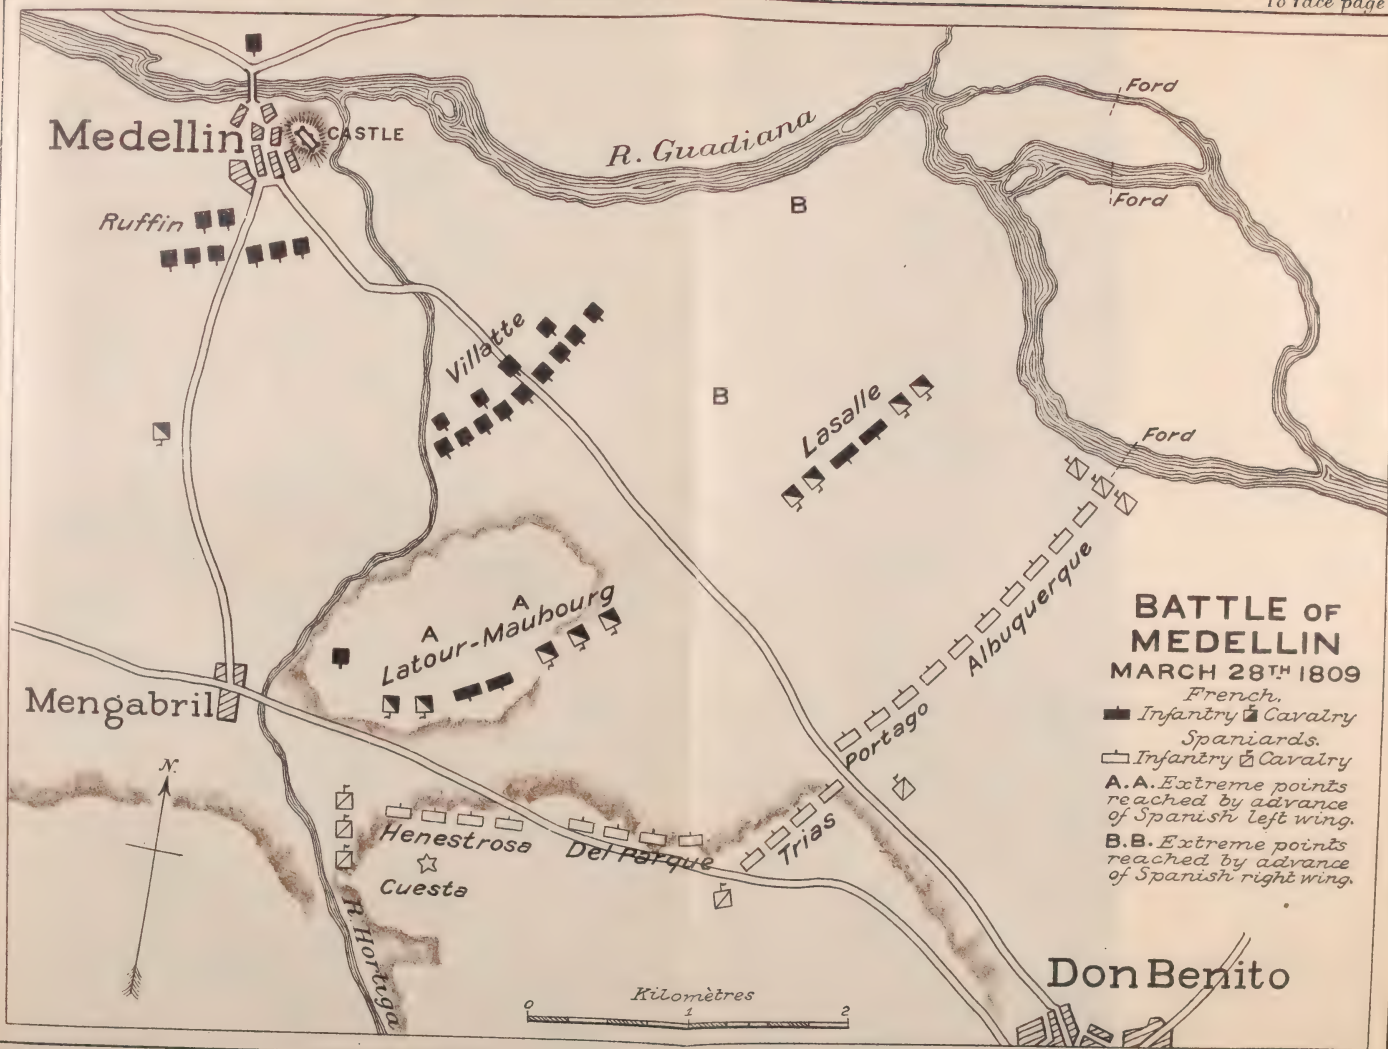 To face page
Ford
Medellin
CASTLE
R. Guadiana
Ford
B
Ruffin
Villatte
B
Lasalle
Ford
A
A
Latour-Maubourg
Albuquerque
Mengabril
Portago
N.
Henestrosa
Del Parque
Trias
Cuesta
R. Hortiga
BATTLE OF
MEDELLIN
MARCH 28TH 1809
French.
Infantry Cavalry
Spaniards.
Infantry Cavalry
A.A. Extreme points
reached by advance
of Spanish left wing.
B.B. Extreme points
reached by advance
of Spanish right wing.
Don Benito
Kilomètres
0 1 2